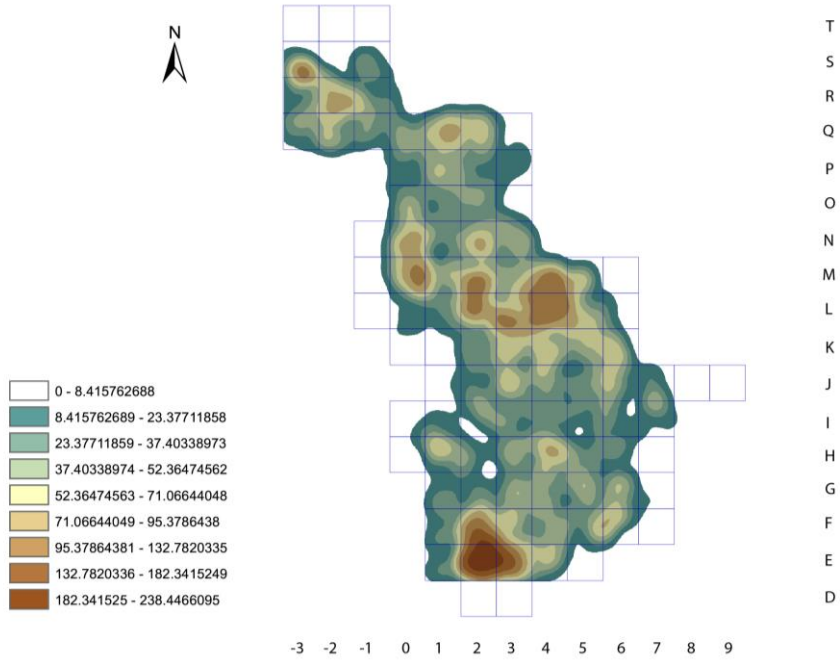 N
T
S
R
Q
P
O
N
M
L
K
J
I
H
G
F
E
D
0 - 8.415762688
8.415762689 - 23.37711858
23.37711859 - 37.40338973
37.40338974 - 52.36474562
52.36474563 - 71.06644048
71.06644049 - 95.3786438
95.37864381 - 132.7820335
132.7820336 - 182.3415249
182.341525 - 238.4466095
-3 -2 -1 0 1 2 3 4 5 6 7 8 9